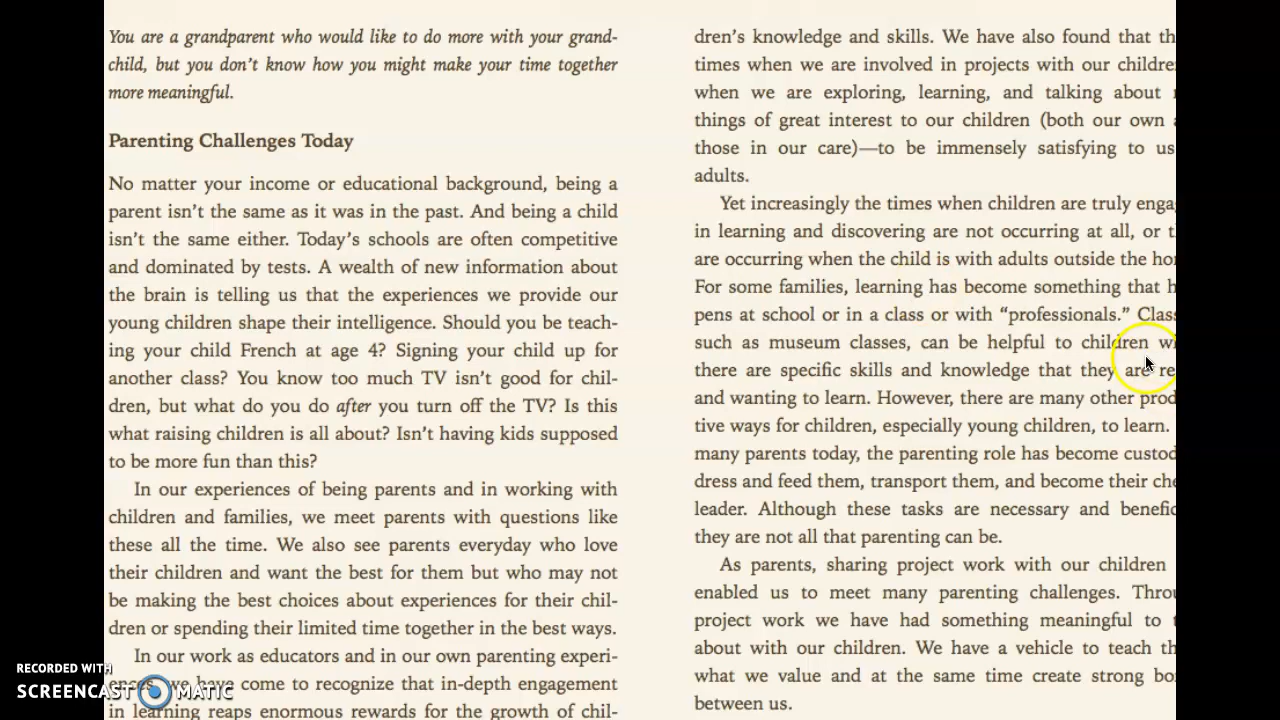 You are a grandparent who would like to do more with your grand-
child, but you don't know how you might make your time together
more meaningful.
Parenting Challenges Today
No matter your income or educational background, being a
parent isn't the same as it was in the past. And being a child
isn't the same either. Today's schools are often competitive
and dominated by tests. A wealth of new information about
the brain is telling us that the experiences we provide our
young children shape their intelligence. Should you be teach-
ing your child French at age 4? Signing your child up for
another class? You know too much TV isn't good for chil-
dren, but what do you do after you turn off the TV? Is this
what raising children is all about? Isn't having kids supposed
to be more fun than this?
In our experiences of being parents and in working with
children and families, we meet parents with questions like
these all the time. We also see parents everyday who love
their children and want the best for them but who may not
be making the best choices about experiences for their chil-
dren or spending their limited time together in the best ways.
In our work as educators and in our own parenting experi-
we have come to recognize that in-depth engagement
in learning reaps enormous rewards for the growth of chil-
dren's knowledge and skills. We have also found that
times when we are involved in projects with our
when we are exploring, learning, and talking about
things of great interest to our children (both our own
those in our care)—to be immensely satisfying to us
adults.
Yet increasingly the times when children are truly
in learning and discovering are not occurring at all, or
are occurring when the child is with adults outside the
For some families, learning has become something that
pens at school or in a class or with "professionals."
such as museum classes, can be helpful to children
there are specific skills and knowledge that they are
and wanting to learn. However, there are many other
tive ways for children, especially young children, to learn.
many parents today, the parenting role has become
dress and feed them, transport them, and become their
leader. Although these tasks are necessary and
they are not all that parenting can be.
As parents, sharing project work with our children
enabled us to meet many parenting challenges.
project work we have had something meaningful to
about with our children. We have a vehicle to teach
what we value and at the same time create strong
between us.
RECORDED WITH
SCREENCAST MATIC